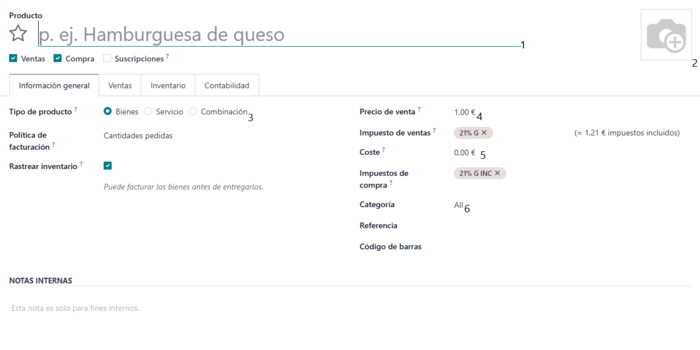 Producto
p. ej. Hamburguesa de queso
1
2
Ventas Compra Suscripciones ?
Información general Ventas Inventario Contabilidad
Tipo de producto ? Bienes Servicio Combinación 3
Precio de venta ? 1,00 € 4
Política de facturación ? Cantidades pedidas
Impuesto de ventas ? 21% G × (= 1,21 € impuestos incluidos)
Rastrear inventario ?
Coste ? 0,00 € 5
Puede facturar los bienes antes de entregarlos.
Impuestos de compra ? 21% G INC ×
Categoría All 6
Referencia
Código de barras
NOTAS INTERNAS
Esta nota es solo para fines internos.